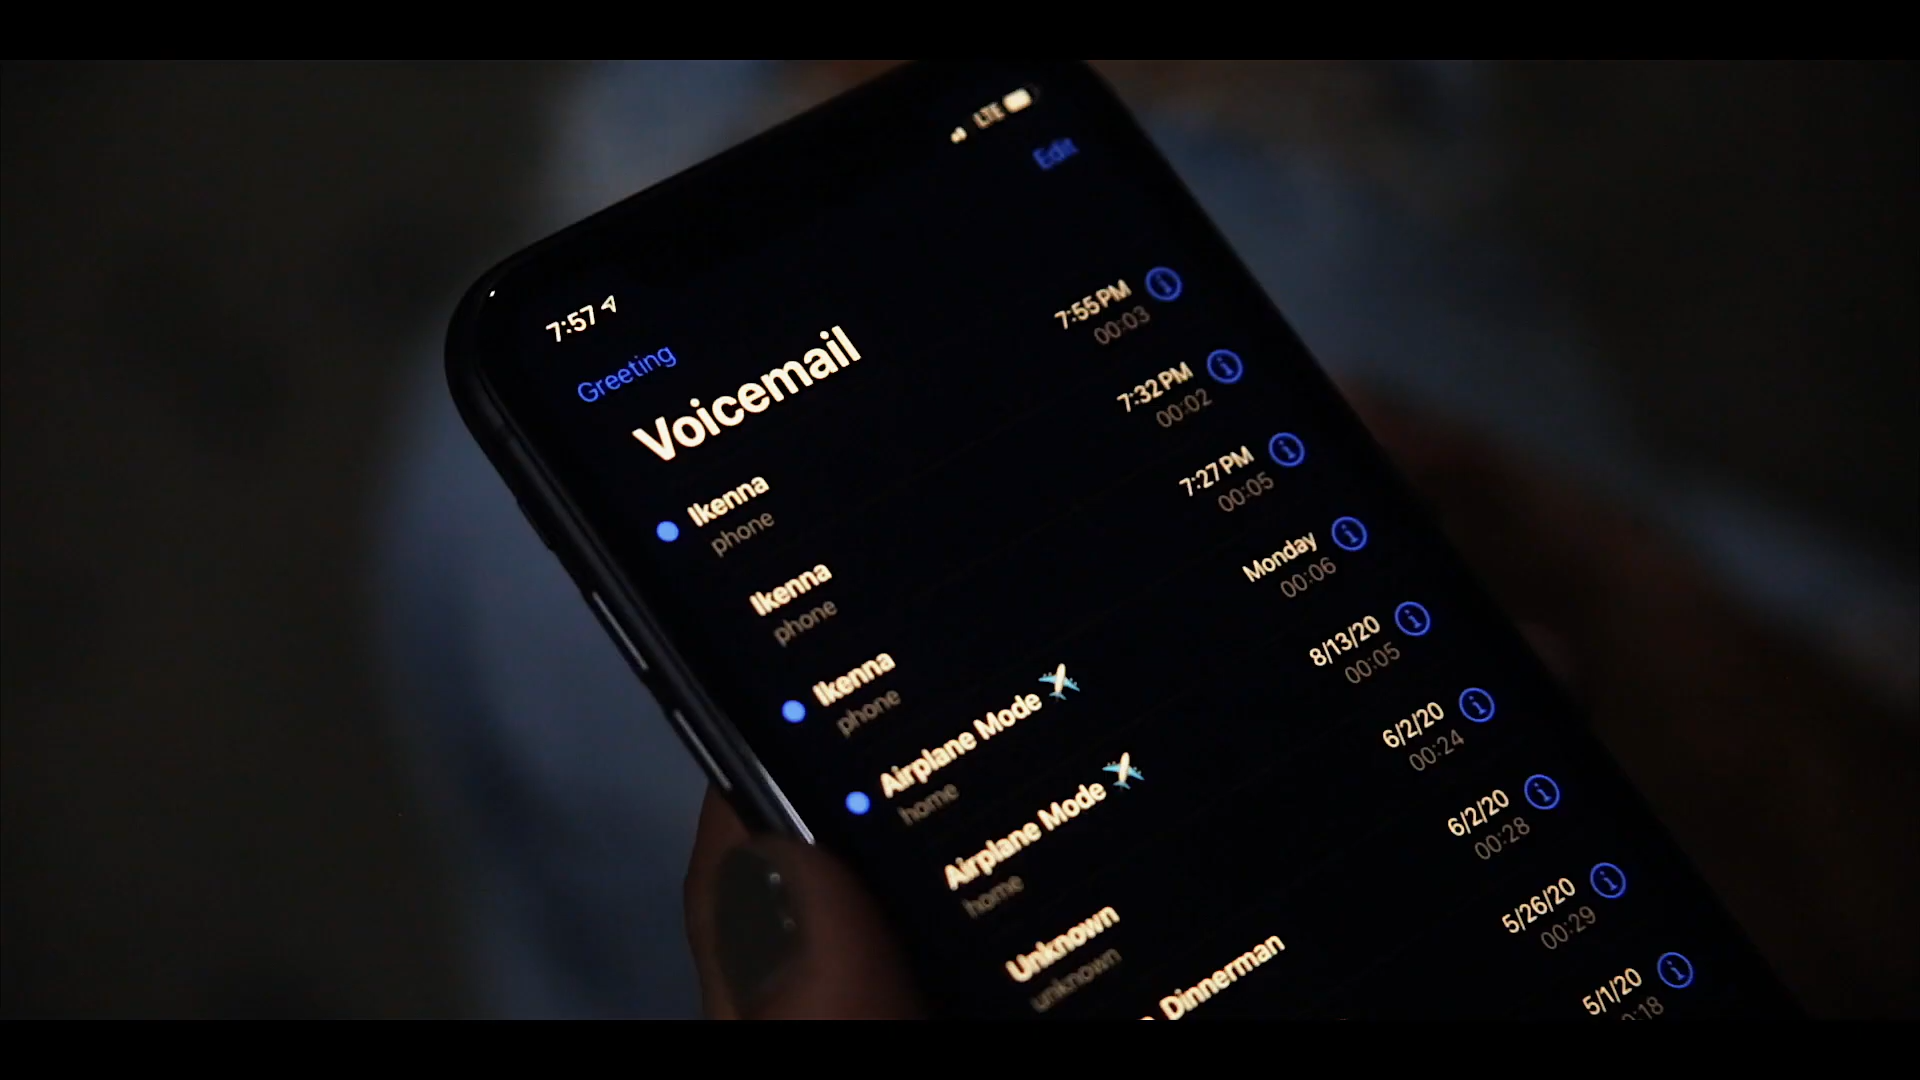 7:57 LTE
Greeting Edit
Voicemail
Ikenna 7:55 PM
phone 00:03
Ikenna 7:32 PM
phone 00:02
Ikenna 7:27 PM
phone 00:05
Airplane Mode ✈️ Monday
home 00:06
Airplane Mode ✈️ 8/13/20
home 00:05
Unknown 6/2/20
unknown 00:24
Dinnerman 6/2/20
00:28
5/26/20
00:29
5/1/20
:18